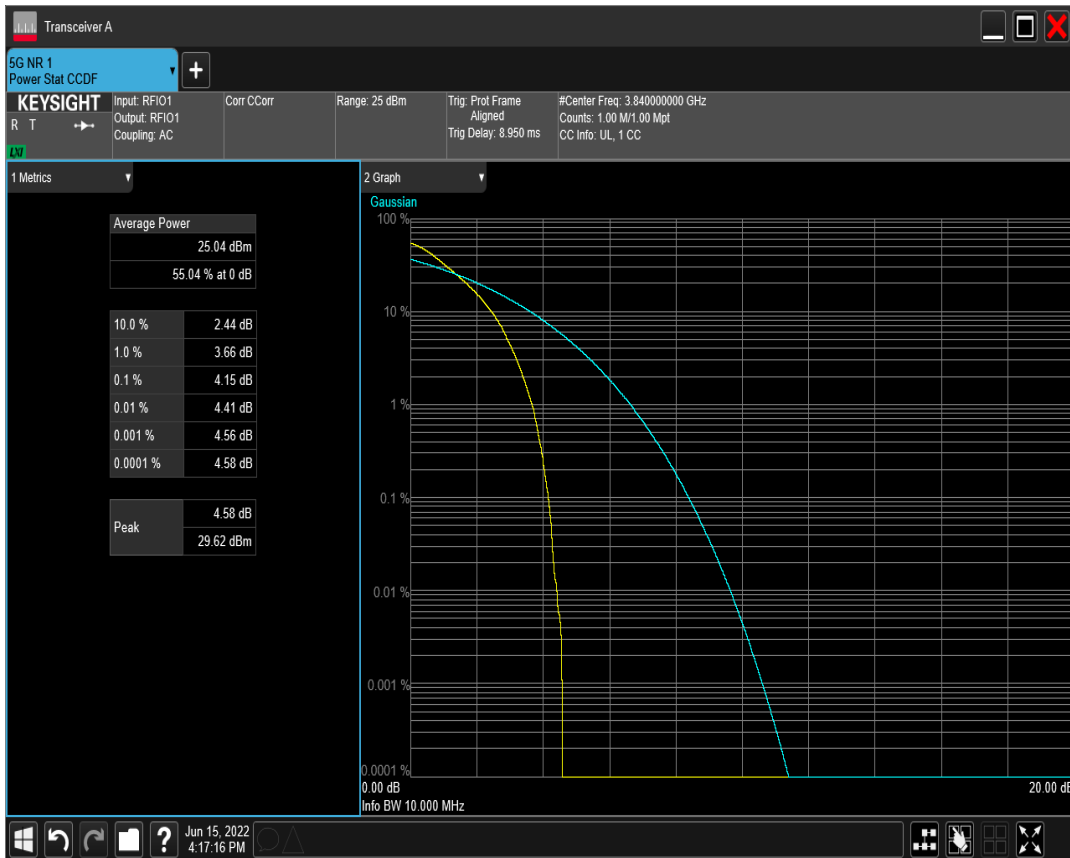 Transceiver A
5G NR 1
Power Stat CCDF
+
KEYSIGHT
R T
LXI
Input: RFIO1
Output: RFIO1
Coupling: AC
Corr CCorr
Range: 25 dBm
Trig: Prot Frame
Aligned
Trig Delay: 8.950 ms
#Center Freq: 3.840000000 GHz
Counts: 1.00 M/1.00 Mpt
CC Info: UL, 1 CC
1 Metrics
Average Power
25.04 dBm
55.04 % at 0 dB
10.0 % 2.44 dB
1.0 % 3.66 dB
0.1 % 4.15 dB
0.01 % 4.41 dB
0.001 % 4.56 dB
0.0001 % 4.58 dB
Peak
4.58 dB
29.62 dBm
2 Graph
Gaussian
100 %
10 %
1 %
0.1 %
0.01 %
0.001 %
0.0001 %
0.00 dB 20.00 dB
Info BW 10.000 MHz
?
Jun 15, 2022
4:17:16 PM